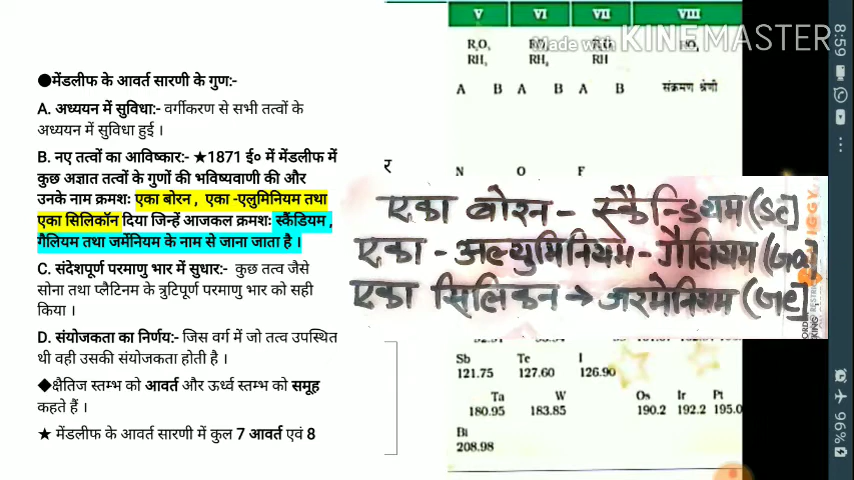 ●मेंडलीफ के आवर्त सारणी के गुण:-
A. अध्ययन में सुविधा:- वर्गीकरण से सभी तत्वों के
अध्ययन में सुविधा हुई ।
B. नए तत्वों का आविष्कार:- ★1871 ई० में मेंडलीफ में
कुछ अज्ञात तत्वों के गुणों की भविष्यवाणी की और
उनके नाम क्रमशः एका बोरन , एका -एलुमिनियम तथा
एका सिलिकॉन दिया जिन्हें आजकल क्रमशः स्कैंडियम ,
गैलियम तथा जर्मेनियम के नाम से जाना जाता है ।
C. संदेशपूर्ण परमाणु भार में सुधार:- कुछ तत्व जैसे
सोना तथा प्लैटिनम के त्रुटिपूर्ण परमाणु भार को सही
किया ।
D. संयोजकता का निर्णय:- जिस वर्ग में जो तत्व उपस्थित
थी वही उसकी संयोजकता होती है ।
◆क्षैतिज स्तम्भ को आवर्त और ऊर्ध्व स्तम्भ को समूह
कहते हैं ।
★ मेंडलीफ के आवर्त सारणी में कुल 7 आवर्त एवं 8
र
V VI VII VIII
Made with KINEMASTER
RH₃ RH₂ RH
A B A B A B संक्रमण श्रेणी
N O F
एका बोरन - स्कैन्डियम (Sc]
एका - अल्युमिनियम - गैलियम (Ga]
एका सिलिकन → जरमेनियम (Ge]
Sb Te I
121.75 127.60 126.90
Ta W Os Ir Pt
180.95 183.85 190.2 192.2 195.0
Bi
208.98
8:59
96%